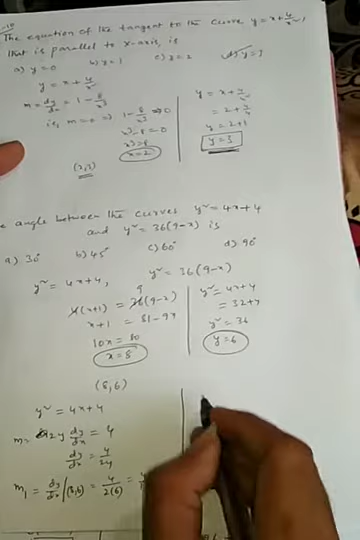 The equation of the tangent to the curve y = x + 4/x²,
that is parallel to x-axis, is
a) y=0 b) y=1 c) y=2 d) y=3
y = x + 4/x²
m = dy/dx = 1 - 8/x³
i.e., m=0 ⇒ 1 - 8/x³ = 0
x³-8=0
x³=8
x=2
(2,3)
y = x + 4/x²
= 2 + 4/4
y = 2+1
y = 3
e angle between the curves y² = 4x+4
and y² = 36(9-x) is
a) 30° b) 45° c) 60° d) 90°
y² = 4x+4, y² = 36(9-x)
4(x+1) = 36(9-x)
9
x+1 = 81-9x
10x = 80
x = 8
y² = 4x+4
= 32+4
y² = 36
y = 6
(8,6)
y² = 4x+4
m= 2y dy/dx = 4
dy/dx = 4/2y
m₁ = dy/dx/(8,6) = 4/2(6) =